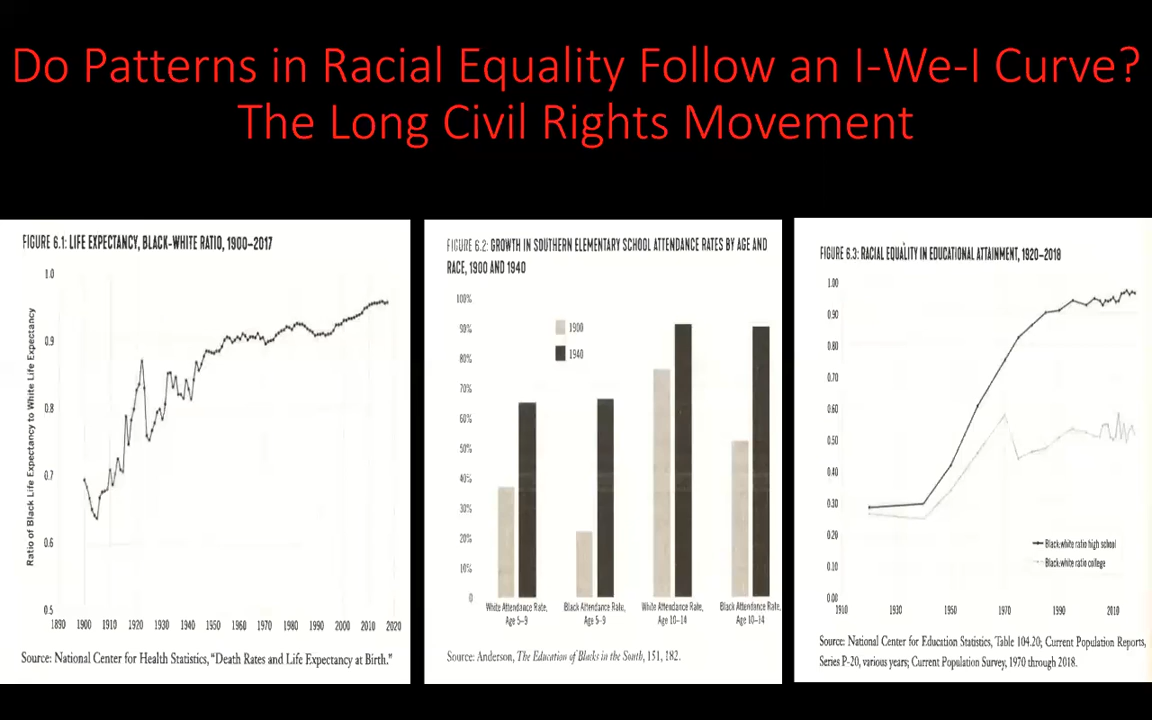 Do Patterns in Racial Equality Follow an I-We-I Curve?
The Long Civil Rights Movement
FIGURE 6.1: LIFE EXPECTANCY, BLACK-WHITE RATIO, 1900–2017
Ratio of Black Life Expectancy to White Life Expectancy
1.0
0.9
0.8
0.7
0.6
0.5
1890 1900 1910 1920 1930 1940 1950 1960 1970 1980 1990 2000 2010 2020
Source: National Center for Health Statistics, "Death Rates and Life Expectancy at Birth."
FIGURE 6.2: GROWTH IN SOUTHERN ELEMENTARY SCHOOL ATTENDANCE RATES BY AGE AND
RACE, 1900 AND 1940
100%
90%
80%
70%
60%
50%
40%
30%
20%
10%
0
1900
1940
White Attendance Rate, Age 5–9
Black Attendance Rate, Age 5–9
White Attendance Rate, Age 10–14
Black Attendance Rate, Age 10–14
Source: Anderson, The Education of Blacks in the South, 151, 182.
FIGURE 6.3: RACIAL EQUALITY IN EDUCATIONAL ATTAINMENT, 1920–2018
1.00
0.90
0.80
0.70
0.60
0.50
0.40
0.30
0.20
0.10
0.00
1910 1930 1950 1970 1990 2010
Black:white ratio high school
Black:white ratio college
Source: National Center for Education Statistics, Table 104.20; Current Population Reports,
Series P-20, various years; Current Population Survey, 1970 through 2018.